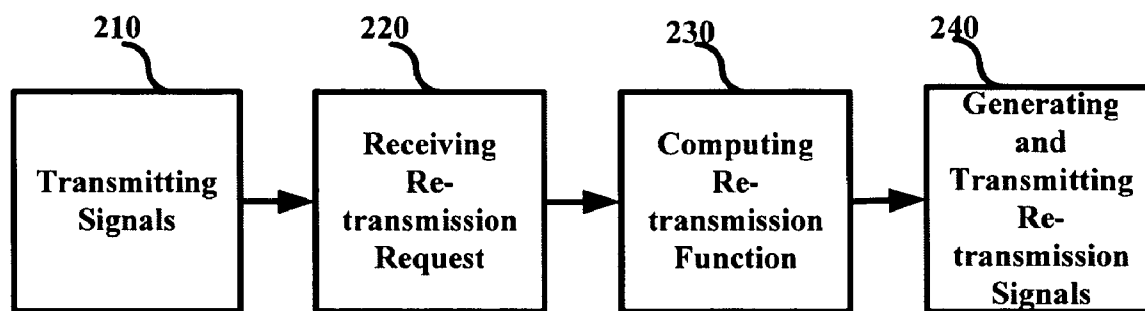 210
220
230
240
Transmitting
Signals
Receiving
Re-
transmission
Request
Computing
Re-
transmission
Function
Generating
and
Transmitting
Re-
transmission
Signals